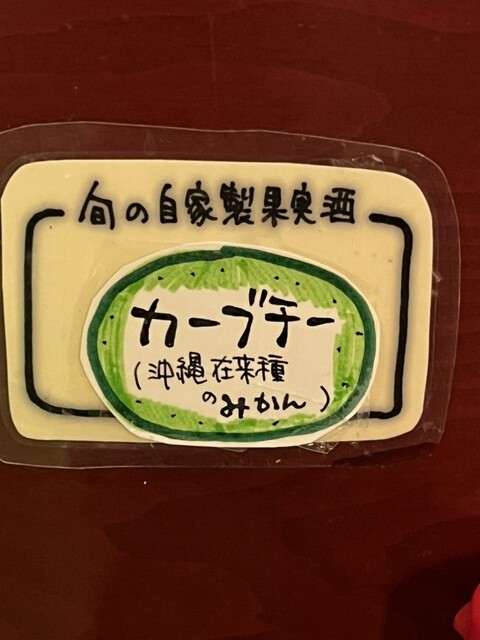 旬の自家製果実酒
カーブチー
(沖縄在来種
のみかん)